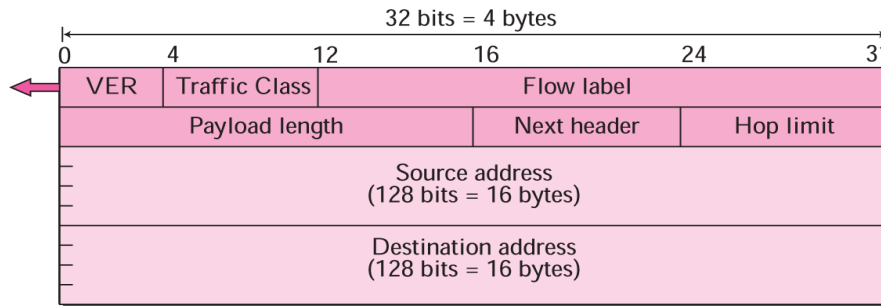 32 bits = 4 bytes
0 4 12 16 24 31
VER Traffic Class Flow label
Payload length Next header Hop limit
Source address
(128 bits = 16 bytes)
Destination address
(128 bits = 16 bytes)